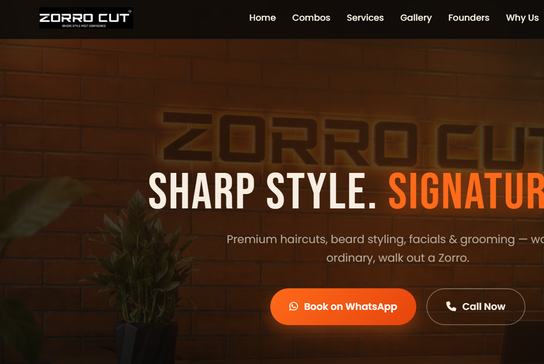 ZORRO CUT
Home Combos Services Gallery Founders Why Us
ZORRO CUT
SHARP STYLE. SIGNATUR
Premium haircuts, beard styling, facials & grooming —
ordinary, walk out a Zorro.
Book on WhatsApp Call Now